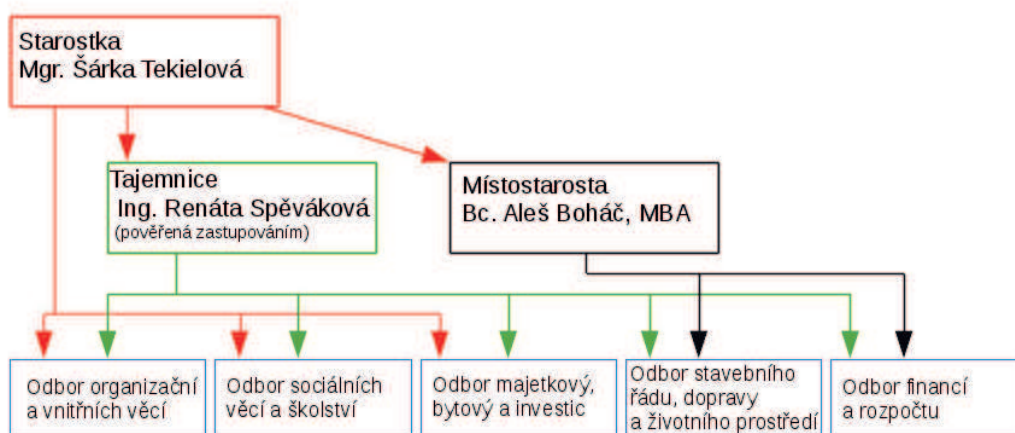 Starostka
Mgr. Šárka Tekielová
Tajemnice
Ing. Renáta Spěváková
(pověřená zastupováním)
Místostarosta
Bc. Aleš Boháč, MBA
Odbor organizační
a vnitřních věcí
Odbor sociálních
věcí a školství
Odbor majetkový,
bytový a investic
Odbor stavebního
řádu, dopravy
a životního prostředí
Odbor financí
a rozpočtu